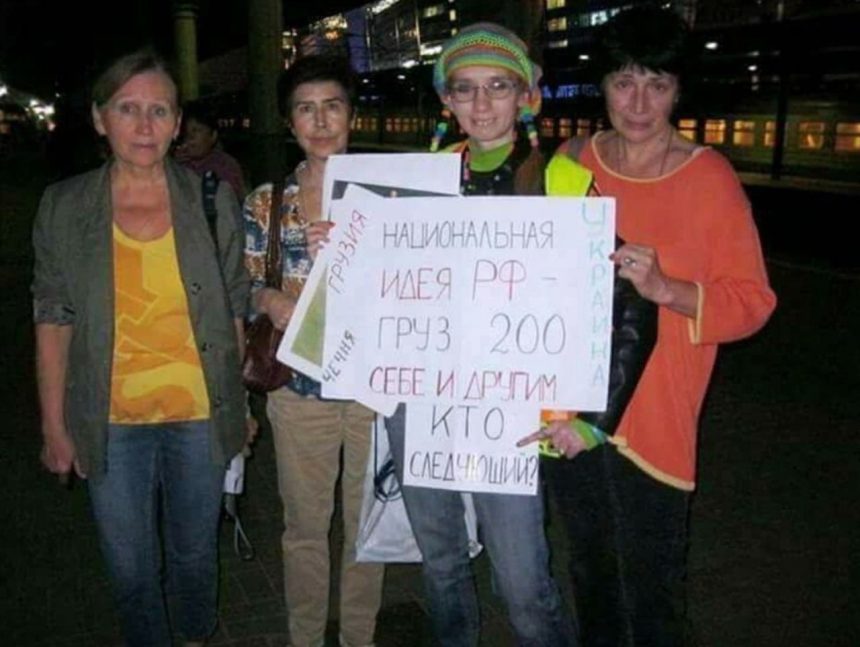 НАЦИОНАЛЬНАЯ
ИДЕЯ РФ -
ГРУЗ 200
СЕБЕ И ДРУГИМ
КТО
СЛЕДУЮЩИЙ?
УКРАИНА
ГРУЗИЯ
ЧЕЧНЯ